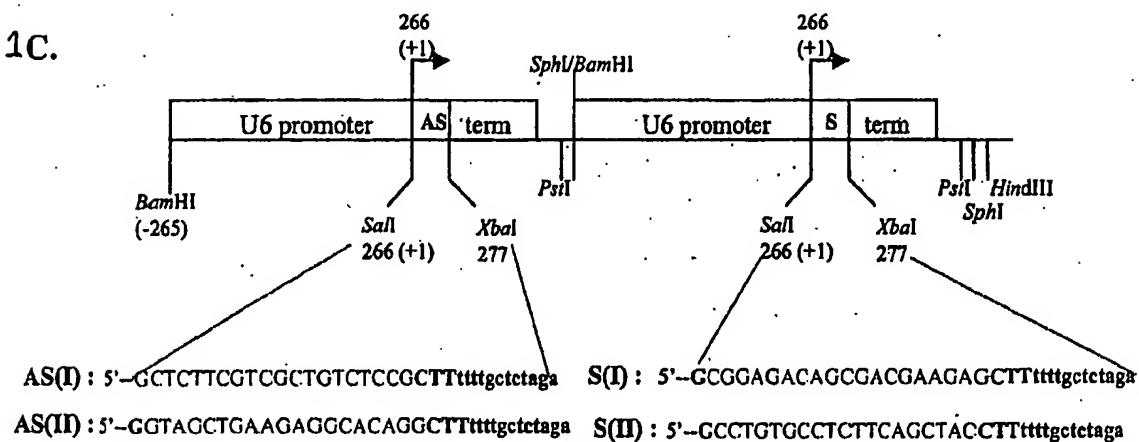 1C.
266
(+1)
266
(+1)
SphI/BamHI
U6 promoter AS term U6 promoter S term
PstI
PstI HindIII
SphI
BamHI
(-265)
SalI
266 (+1)
XbaI
277
SalI
266 (+1)
XbaI
277
AS(I) : 5'-GCTCTTCGTCGCTGTCTCCGCTTttttgctctaga
S(I) : 5'-GCGGAGACAGCGACGAAGAGCTTttttgctctaga
AS(II) : 5'-GGTAGCTGAAGAGGCACAGGCTTttttgctctaga
S(II) : 5'-GCCTGTGCCTCTTCAGCTACCCTTttttgctctaga